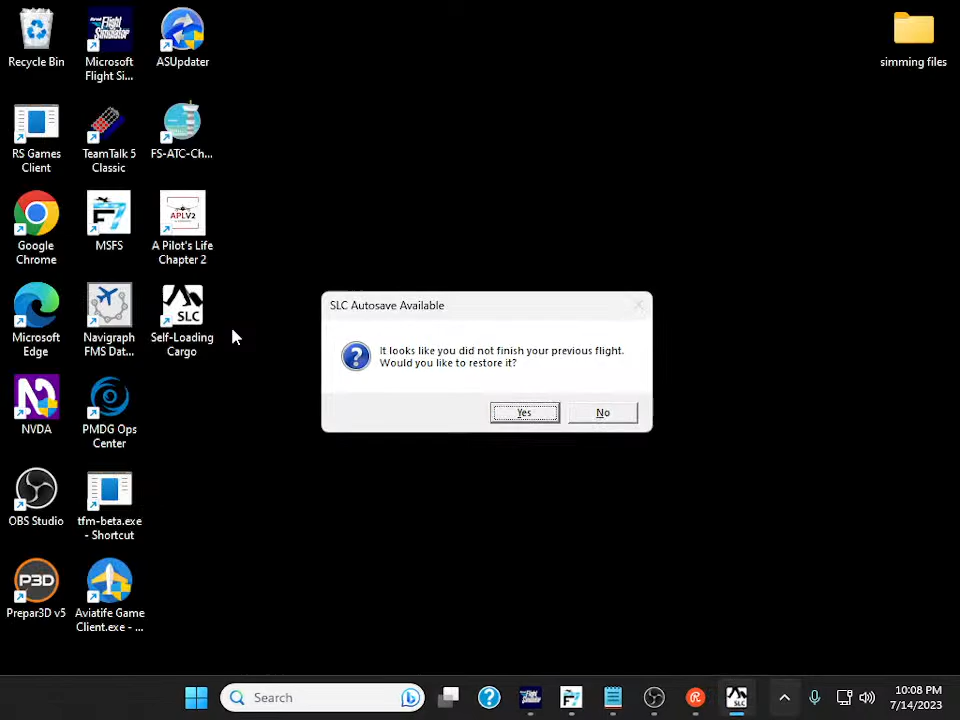 Recycle Bin
Microsoft
Flight Si...
ASUpdater
simming files
RS Games
Client
TeamTalk 5
Classic
FS-ATC-Ch...
Google
Chrome
MSFS
APLV2
A Pilot's Life
Chapter 2
Microsoft
Edge
Navigraph
FMS Dat...
SLC
Self-Loading
Cargo
SLC Autosave Available
It looks like you did not finish your previous flight.
Would you like to restore it?
Yes
No
NVDA
PMDG Ops
Center
OBS Studio
tfm-beta.exe
- Shortcut
P3D
Prepar3D v5
Aviatife Game
Client.exe - ...
Search
SLC
10:08 PM
7/14/2023